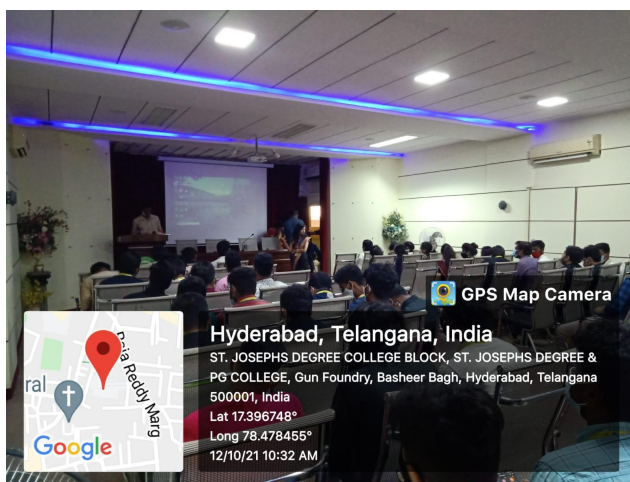 GPS Map Camera
Hyderabad, Telangana, India
ST. JOSEPHS DEGREE COLLEGE BLOCK, ST. JOSEPHS DEGREE &
PG COLLEGE, Gun Foundry, Basheer Bagh, Hyderabad, Telangana
500001, India
Lat 17.396748°
Long 78.478455°
12/10/21 10:32 AM
Raja Reddy Marg
ral
Google